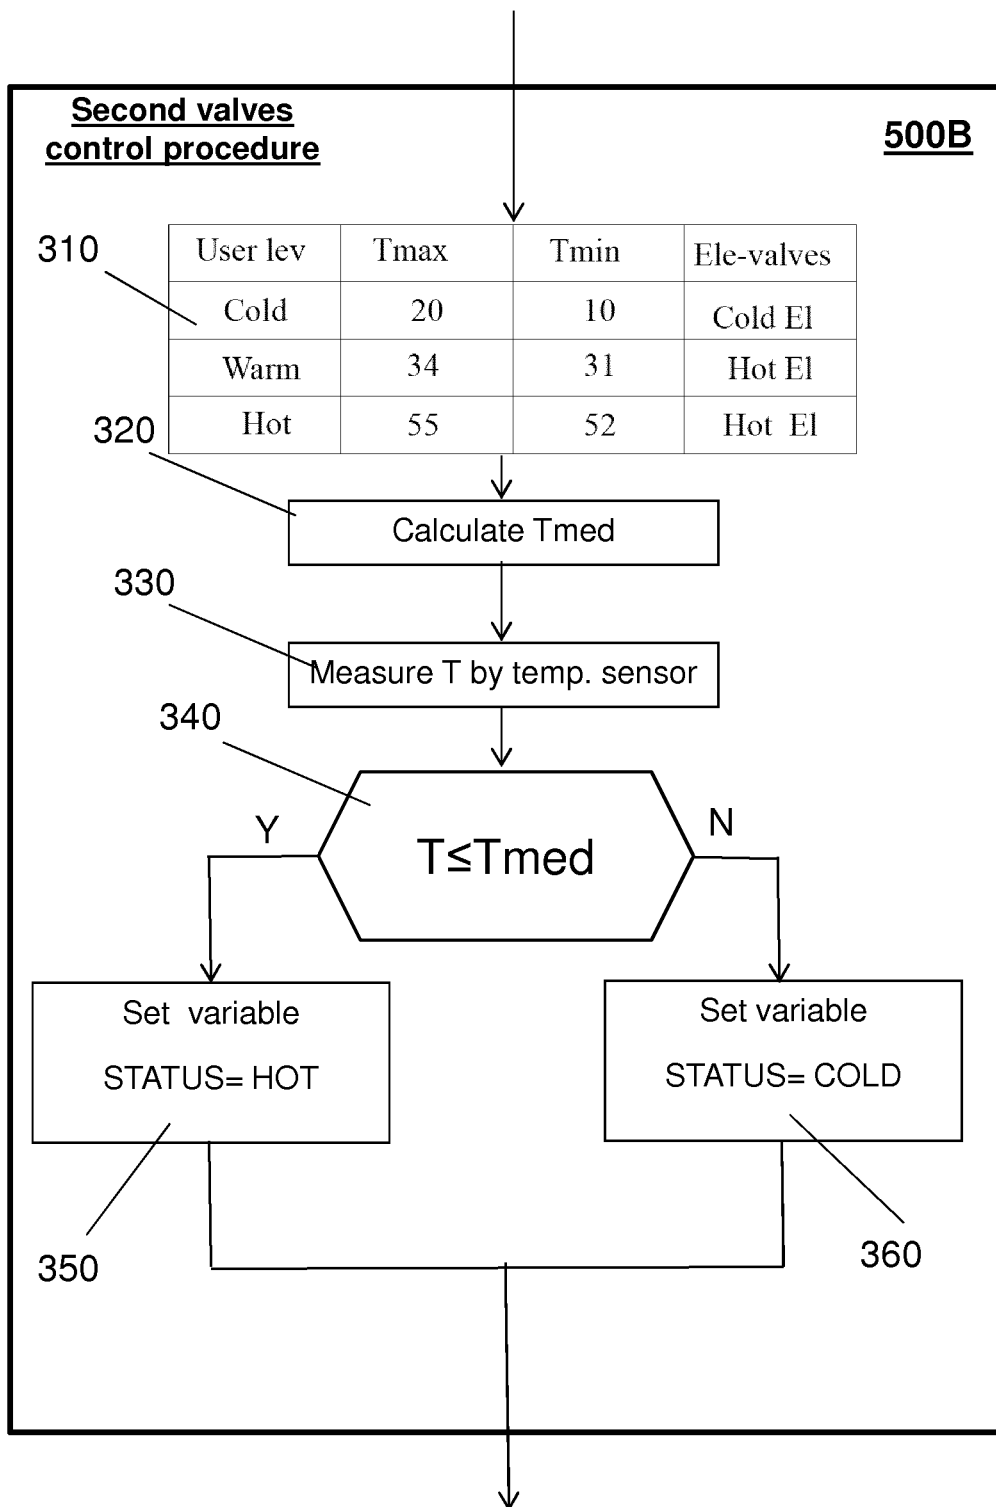 Second valves
control procedure
500B
310
User lev Tmax Tmin Ele-valves
Cold 20 10 Cold El
Warm 34 31 Hot El
Hot 55 52 Hot El
320
Calculate Tmed
330
Measure T by temp. sensor
340
Y
N
T≤Tmed
Set variable
STATUS= HOT
Set variable
STATUS= COLD
350
360